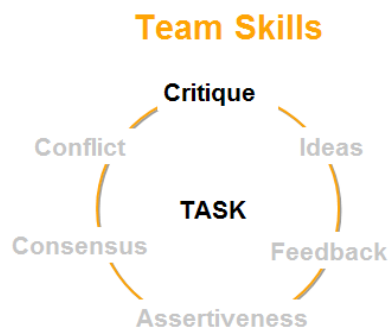 Team Skills
Critique
Conflict
Ideas
TASK
Consensus
Feedback
Assertiveness